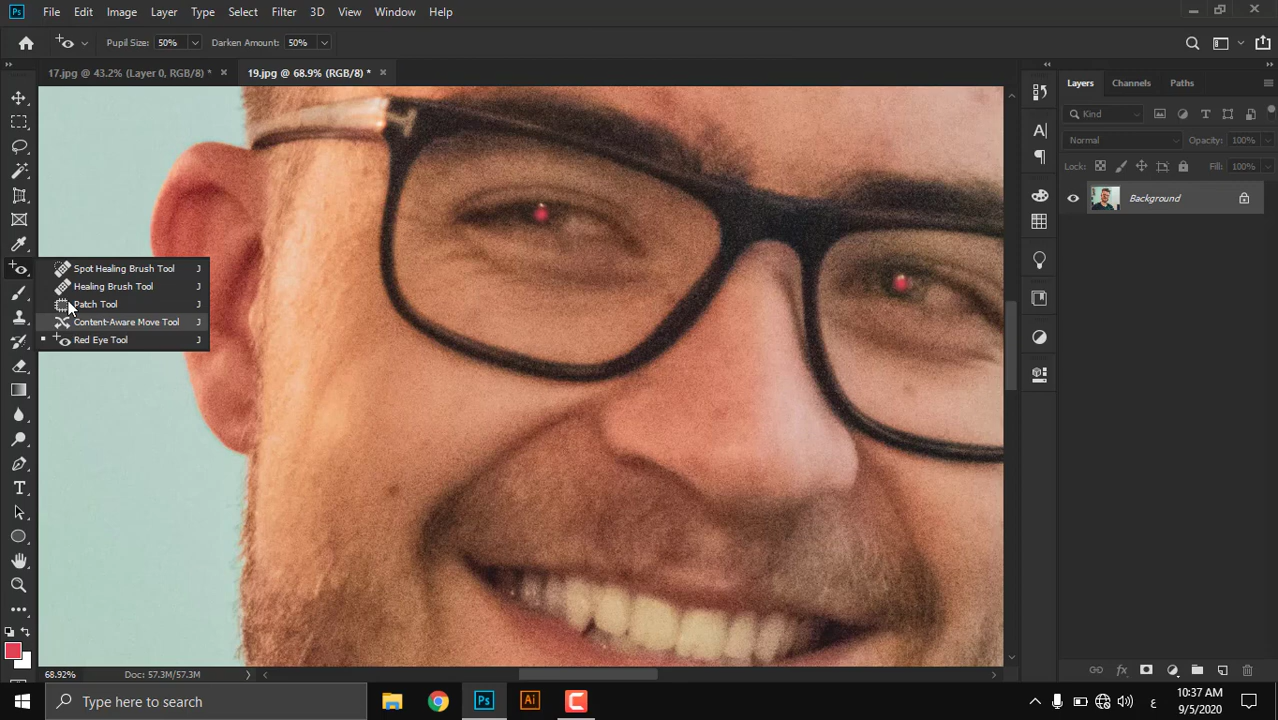 Ps File Edit Image Layer Type Select Filter 3D View Window Help
Pupil Size: 50% Darken Amount: 50%
17.jpg @ 43.2% (Layer 0, RGB/8) * × 19.jpg @ 68.9% (RGB/8) * ×
Layers Channels Paths
Kind
Normal Opacity: 100%
Lock: Fill: 100%
Background
Spot Healing Brush Tool J
Healing Brush Tool J
Patch Tool J
Content-Aware Move Tool J
Red Eye Tool J
68.92% Doc: 57.3M/57.3M
Type here to search
Ps Ai
ع
10:37 AM
9/5/2020